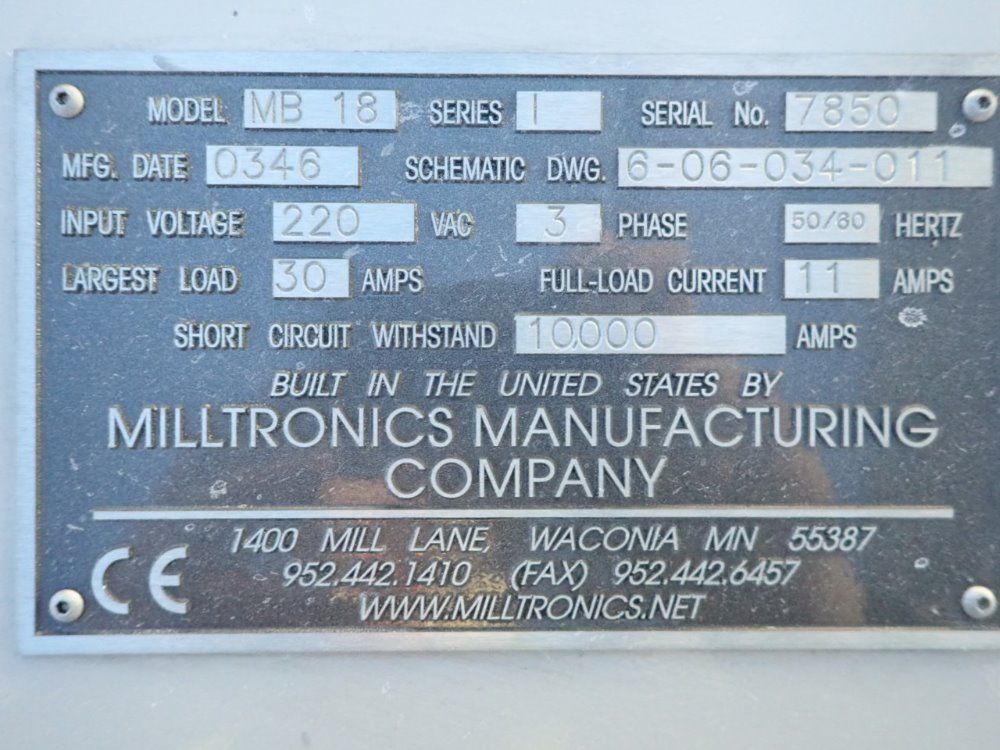 MODEL MB 18 SERIES I SERIAL No. 7850
MFG. DATE 0346 SCHEMATIC DWG. 6-06-034-011
INPUT VOLTAGE 220 VAC 3 PHASE 50/60 HERTZ
LARGEST LOAD 30 AMPS FULL-LOAD CURRENT 11 AMPS
SHORT CIRCUIT WITHSTAND 10,000 AMPS
BUILT IN THE UNITED STATES BY
MILLTRONICS MANUFACTURING
COMPANY
1400 MILL LANE, WACONIA MN 55387
952.442.1410 (FAX) 952.442.6457
WWW.MILLTRONICS.NET
CE